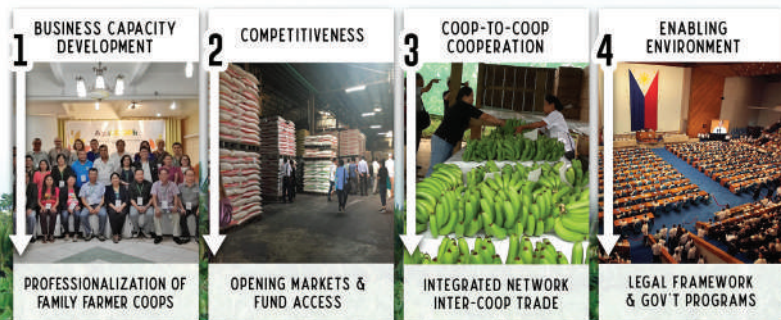 1
BUSINESS CAPACITY
DEVELOPMENT
PROFESSIONALIZATION OF
FAMILY FARMER COOPS
2
COMPETITIVENESS
OPENING MARKETS &
FUND ACCESS
3
COOP-TO-COOP
COOPERATION
INTEGRATED NETWORK
INTER-COOP TRADE
4
ENABLING
ENVIRONMENT
LEGAL FRAMEWORK
& GOV'T PROGRAMS